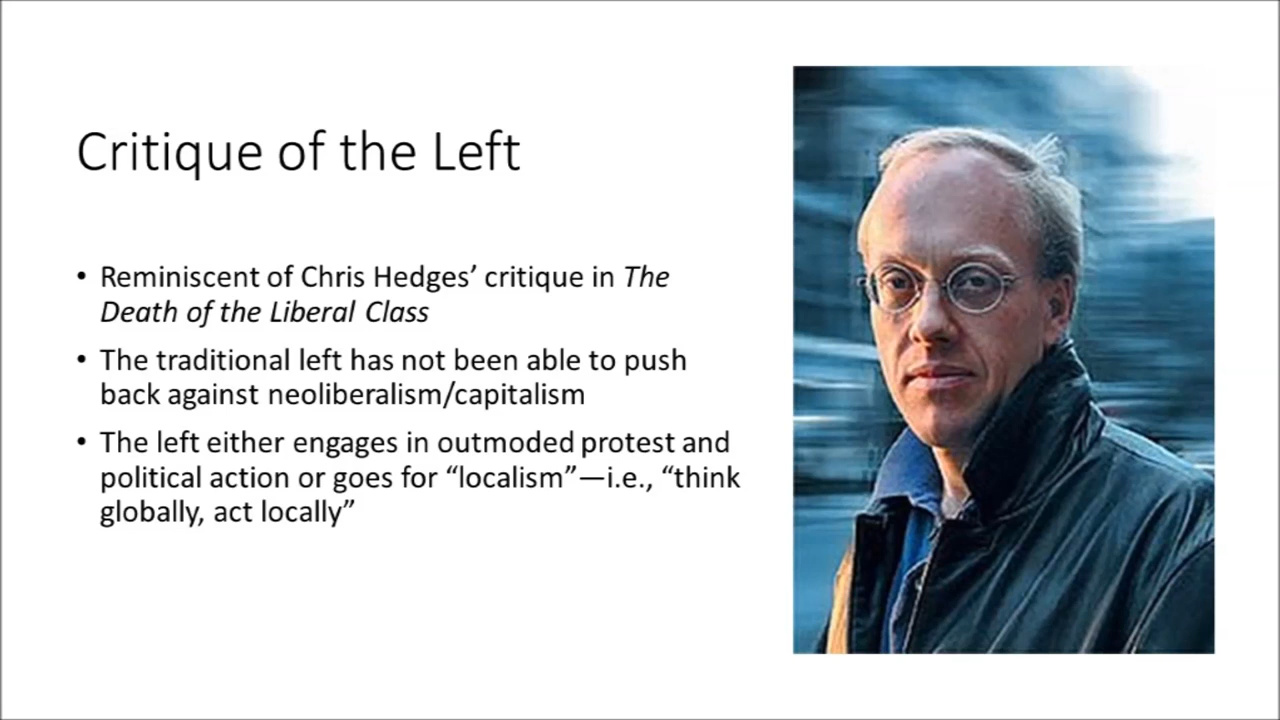 Critique of the Left
• Reminiscent of Chris Hedges’ critique in The
Death of the Liberal Class
• The traditional left has not been able to push
back against neoliberalism/capitalism
• The left either engages in outmoded protest and
political action or goes for “localism”—i.e., “think
globally, act locally”